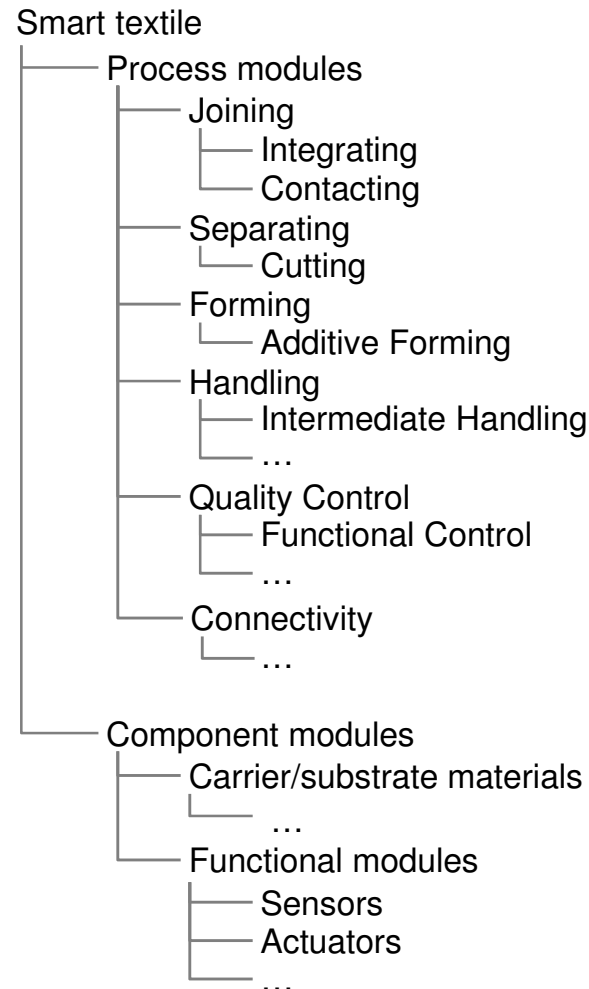 Smart textile
Process modules
Joining
Integrating
Contacting
Separating
Cutting
Forming
Additive Forming
Handling
Intermediate Handling
…
Quality Control
Functional Control
…
Connectivity
…
Component modules
Carrier/substrate materials
…
Functional modules
Sensors
Actuators
…